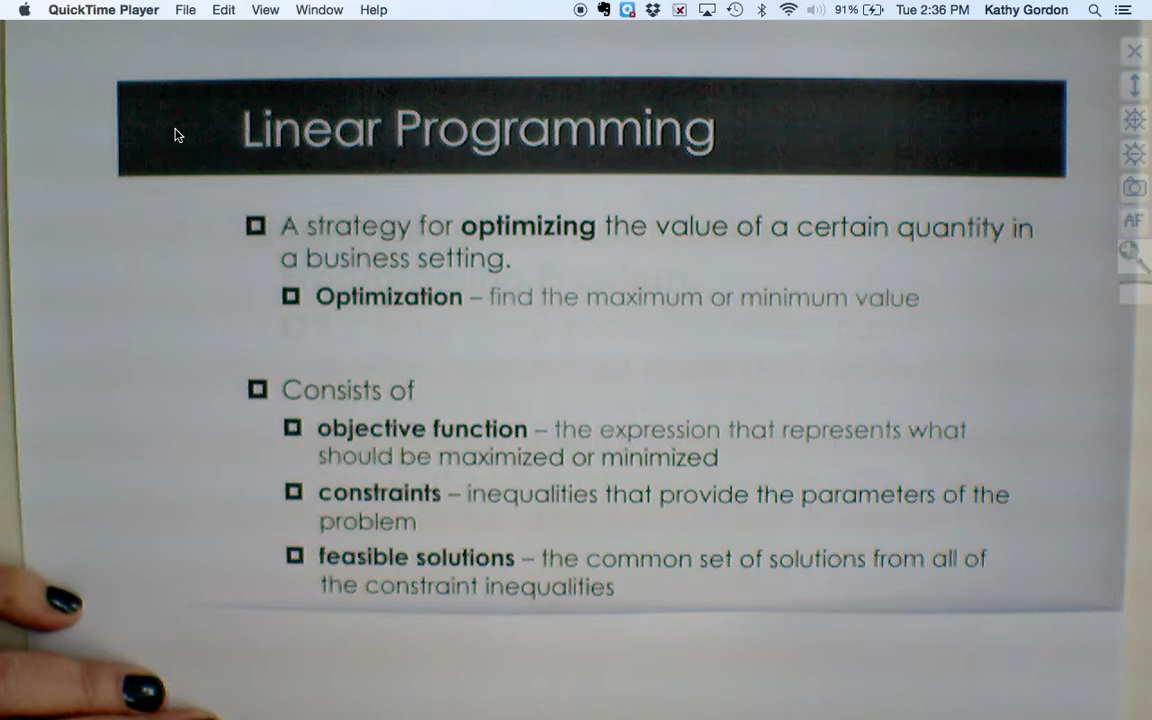 QuickTime Player File Edit View Window Help 91% Tue 2:36 PM Kathy Gordon
Linear Programming
A strategy for optimizing the value of a certain quantity in
a business setting.
Optimization – find the maximum or minimum value
Consists of
objective function – the expression that represents what
should be maximized or minimized
constraints – inequalities that provide the parameters of the
problem
feasible solutions – the common set of solutions from all of
the constraint inequalities
AF